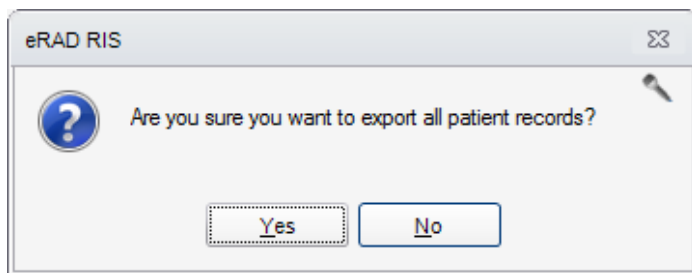 eRAD RIS
Are you sure you want to export all patient records?
Yes
No